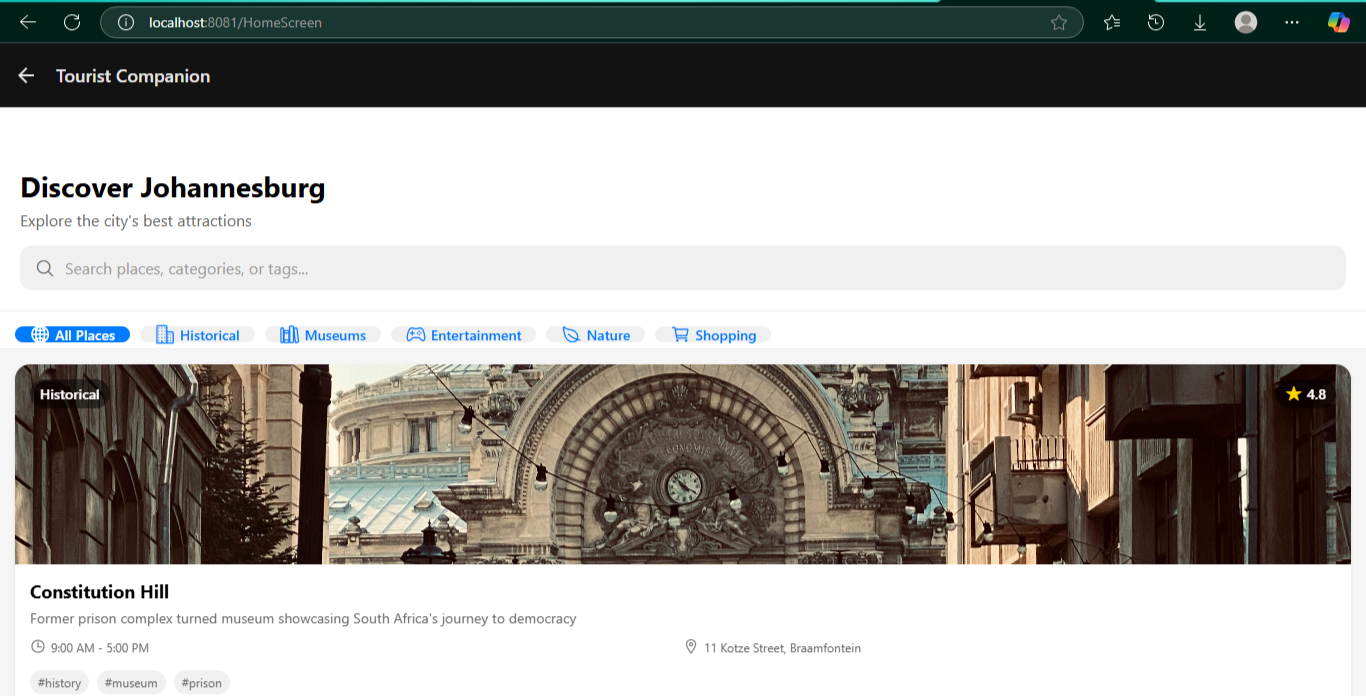 localhost:8081/HomeScreen
Tourist Companion
Discover Johannesburg
Explore the city's best attractions
Search places, categories, or tags...
All Places Historical Museums Entertainment Nature Shopping
Historical 4.8
Constitution Hill
Former prison complex turned museum showcasing South Africa's journey to democracy
9:00 AM - 5:00 PM 11 Kotze Street, Braamfontein
#history #museum #prison